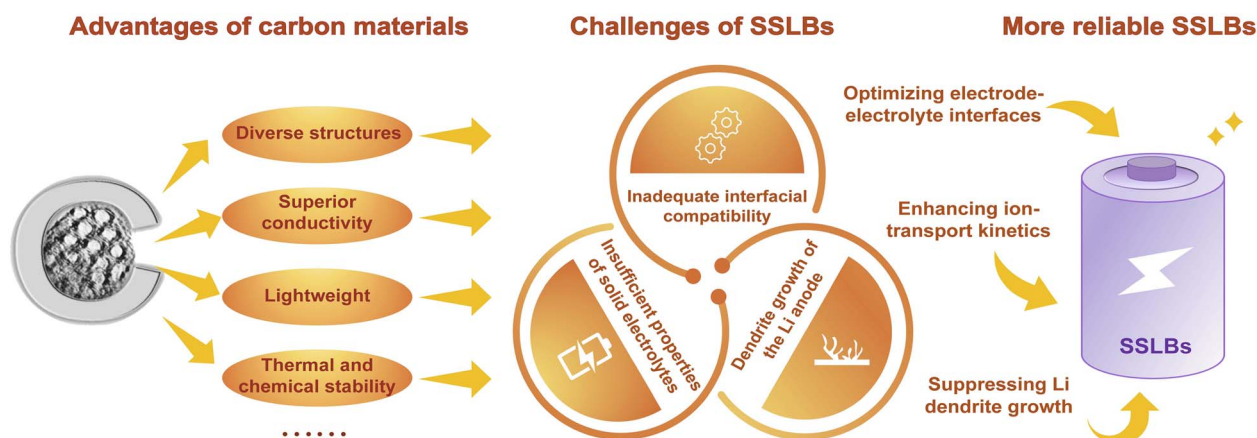 Advantages of carbon materials
Diverse structures
Superior
conductivity
Lightweight
Thermal and
chemical stability
......
Challenges of SSLBs
Inadequate interfacial
compatibility
Insufficient properties
of solid electrolytes
Dendrite growth of
the Li anode
More reliable SSLBs
Optimizing electrode-
electrolyte interfaces
Enhancing ion-
transport kinetics
Suppressing Li
dendrite growth
SSLBs